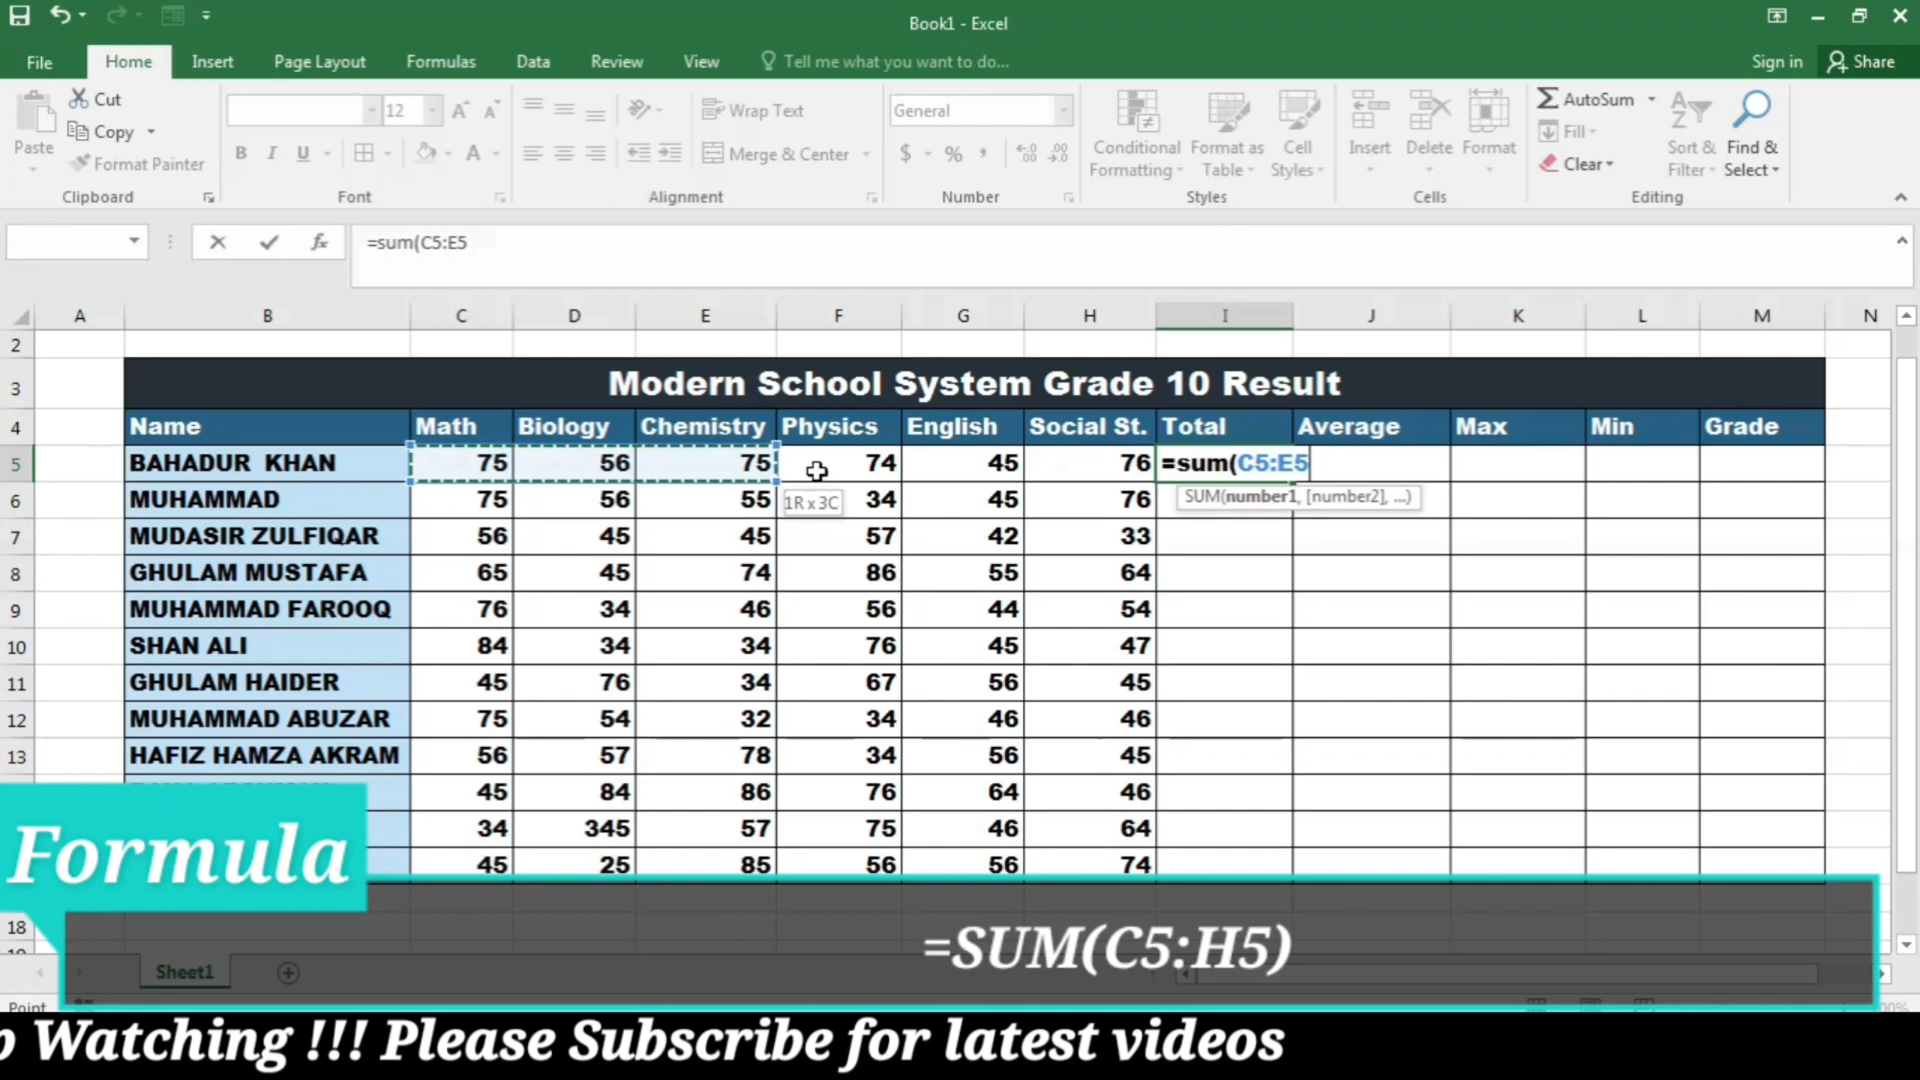 Book1 - Excel
File Home Insert Page Layout Formulas Data Review View Tell me what you want to do... Sign in Share
Cut
Copy
Format Painter
Paste
Clipboard
12
B I U A
Font
Wrap Text
Merge & Center
Alignment
General
$ % ,
Number
Conditional Formatting
Format as Table
Cell Styles
Styles
Insert Delete Format
Cells
AutoSum
Fill
Clear
Sort & Filter
Find & Select
Editing
fx =sum(C5:E5
A B C D E F G H I J K L M N
2
3 Modern School System Grade 10 Result
4 Name Math Biology Chemistry Physics English Social St. Total Average Max Min Grade
5 BAHADUR KHAN 75 56 75 74 45 76 =sum(C5:E5
SUM(number1, [number2], ...)
1R x 3C
6 MUHAMMAD 75 56 55 34 45 76
7 MUDASIR ZULFIQAR 56 45 45 57 42 33
8 GHULAM MUSTAFA 65 45 74 86 55 64
9 MUHAMMAD FAROOQ 76 34 46 56 44 54
10 SHAN ALI 84 34 34 76 45 47
11 GHULAM HAIDER 45 76 34 67 56 45
12 MUHAMMAD ABUZAR 75 54 32 34 46 46
13 HAFIZ HAMZA AKRAM 56 57 78 34 56 45
45 84 86 76 64 46
34 345 57 75 46 64
45 25 85 56 56 74
18
Formula
=SUM(C5:H5)
Sheet1
Point
Watching !!! Please Subscribe for latest videos